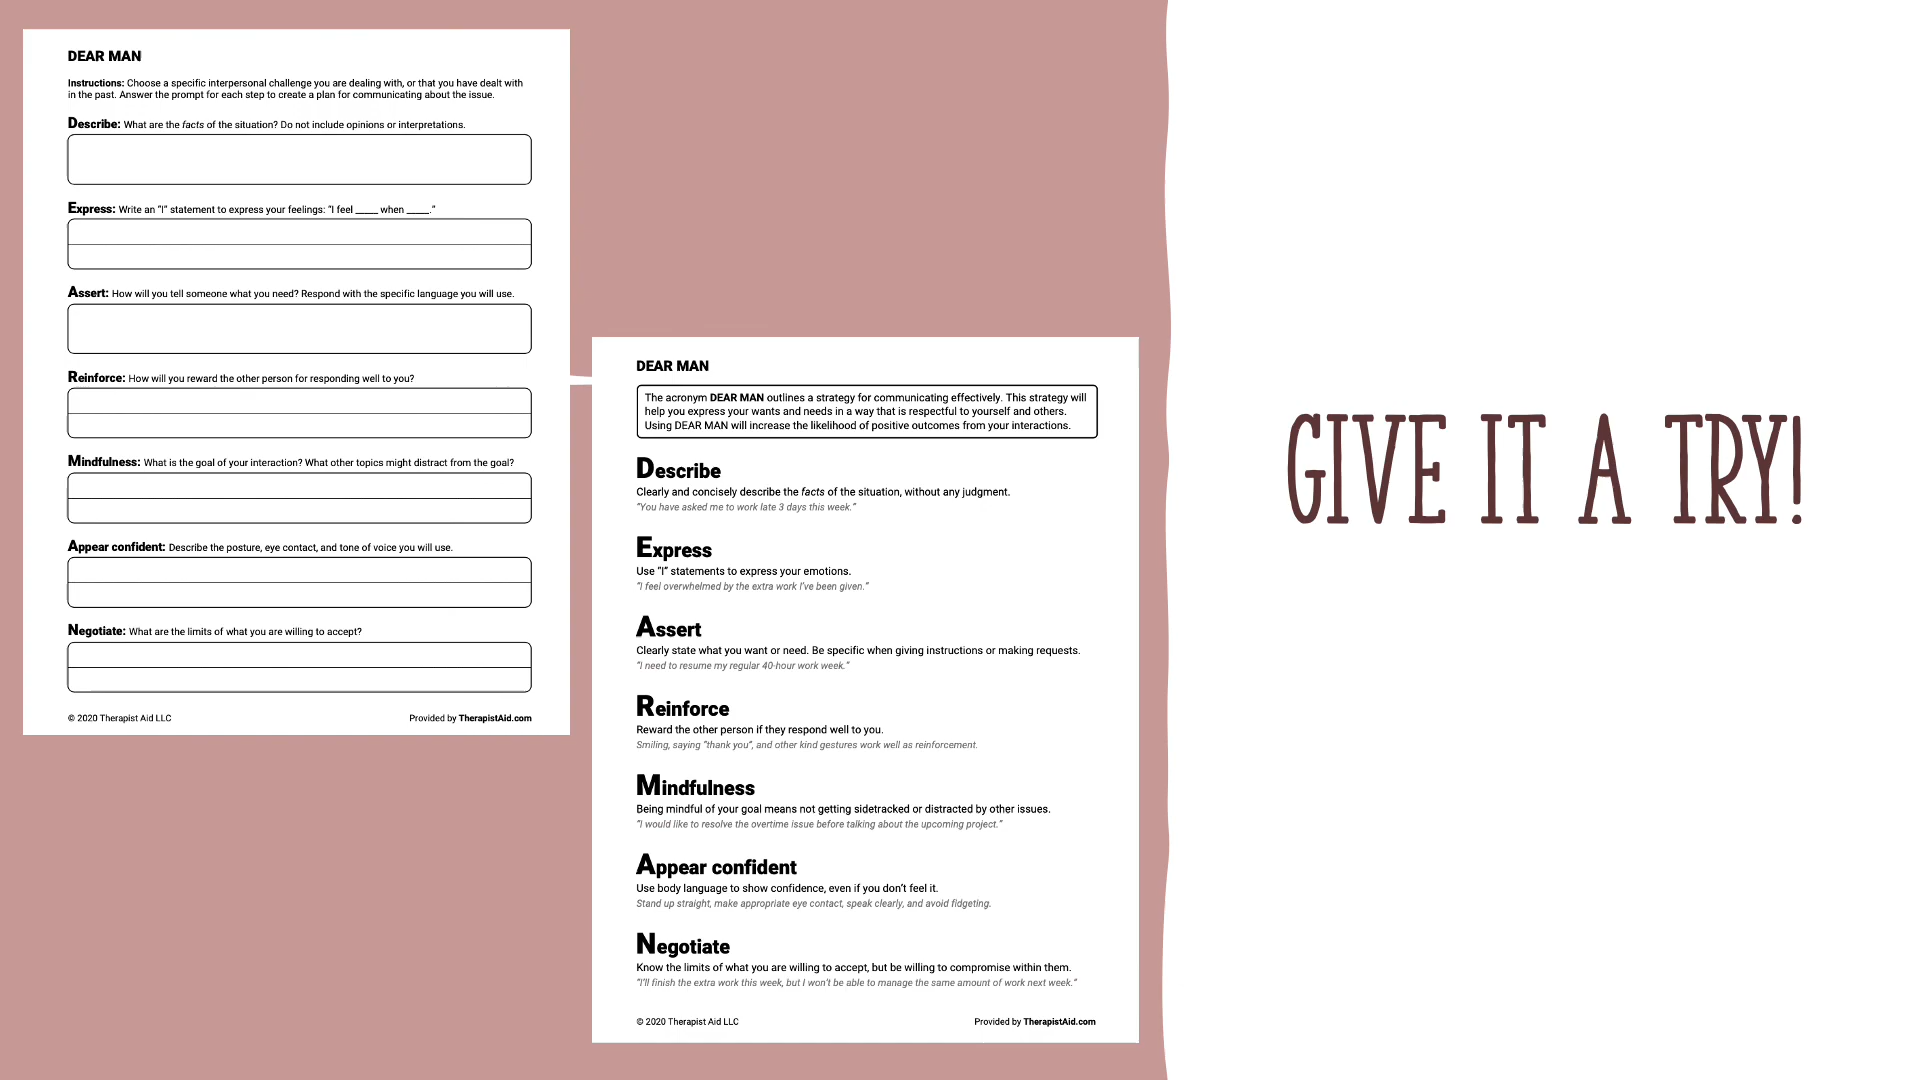 DEAR MAN
Instructions: Choose a specific interpersonal challenge you are dealing with, or that you have dealt with
in the past. Answer the prompt for each step to create a plan for communicating about the issue.
Describe: What are the facts of the situation? Do not include opinions or interpretations.
Express: Write an “I” statement to express your feelings: “I feel ____ when ____.”
Assert: How will you tell someone what you need? Respond with the specific language you will use.
Reinforce: How will you reward the other person for responding well to you?
Mindfulness: What is the goal of your interaction? What other topics might distract from the goal?
Appear confident: Describe the posture, eye contact, and tone of voice you will use.
Negotiate: What are the limits of what you are willing to accept?
© 2020 Therapist Aid LLC
Provided by TherapistAid.com
DEAR MAN
The acronym DEAR MAN outlines a strategy for communicating effectively. This strategy will
help you express your wants and needs in a way that is respectful to yourself and others.
Using DEAR MAN will increase the likelihood of positive outcomes from your interactions.
Describe
Clearly and concisely describe the facts of the situation, without any judgment.
“You have asked me to work late 3 days this week.”
Express
Use “I” statements to express your emotions.
“I feel overwhelmed by the extra work I’ve been given.”
Assert
Clearly state what you want or need. Be specific when giving instructions or making requests.
“I need to resume my regular 40-hour work week.”
Reinforce
Reward the other person if they respond well to you.
Smiling, saying “thank you”, and other kind gestures work well as reinforcement.
Mindfulness
Being mindful of your goal means not getting sidetracked or distracted by other issues.
“I would like to resolve the overtime issue before talking about the upcoming project.”
Appear confident
Use body language to show confidence, even if you don’t feel it.
Stand up straight, make appropriate eye contact, speak clearly, and avoid fidgeting.
Negotiate
Know the limits of what you are willing to accept, but be willing to compromise within them.
“I’ll finish the extra work this week, but I won’t be able to manage the same amount of work next week.”
© 2020 Therapist Aid LLC
Provided by TherapistAid.com
GIVE IT A TRY!